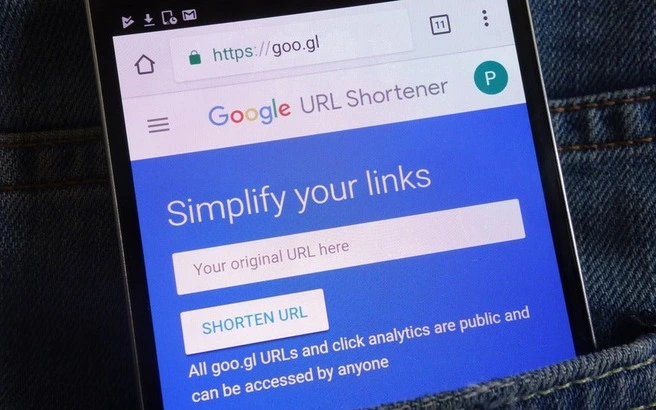 https://goo.gl
11
Google URL Shortener
P
Simplify your links
Your original URL here
SHORTEN URL
All goo.gl URLs and click analytics are public and
can be accessed by anyone